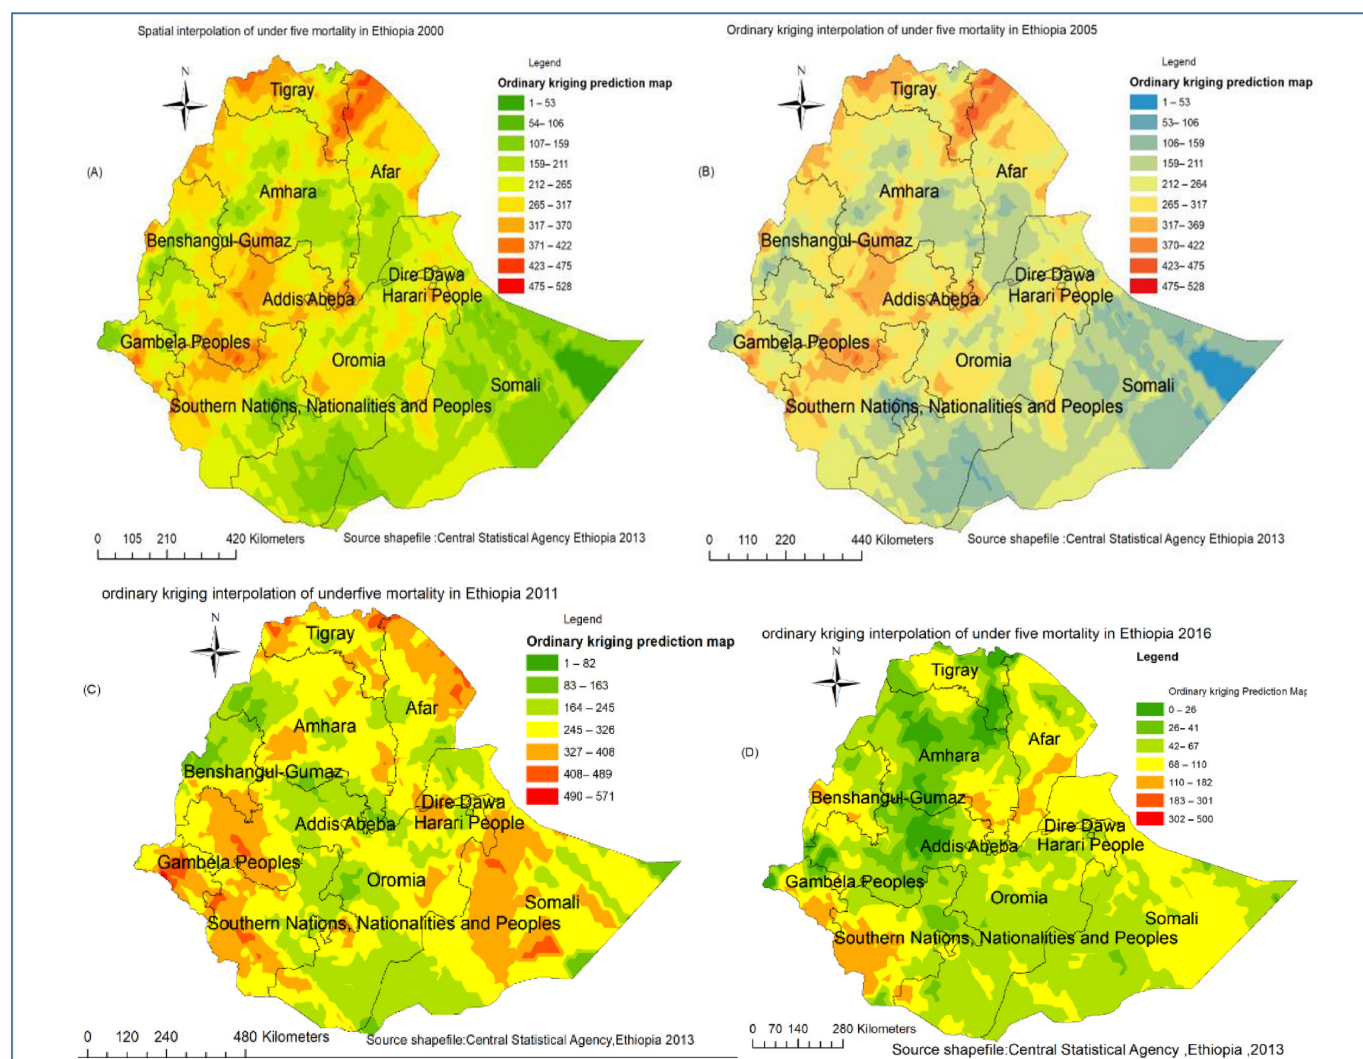 Spatial interpolation of under five mortality in Ethiopia 2000
Legend
Ordinary kriging prediction map
1 – 53
54– 106
107– 159
159– 211
212 – 265
265 – 317
317 – 370
371 – 422
423 – 475
475 – 528
N
(A)
Tigray
Afar
Amhara
Benshangul-Gumaz
Dire Dawa
Addis Abeba
Harari People
Gambela Peoples
Oromia
Somali
Southern Nations, Nationalities and Peoples
0 105 210 420 Kilometers
Source shapefile :Central Statistical Agency Ethiopia 2013
Ordinary kriging interpolation of under five mortality in Ethiopia 2005
Legend
Ordinary kriging prediction map
1 – 53
53– 106
106– 159
159– 211
212 – 264
265 – 317
317 – 369
370– 422
423 – 475
475– 528
N
(B)
Tigray
Afar
Amhara
Benshangul-Gumaz
Dire Dawa
Addis Abeba
Harari People
Gambela Peoples
Oromia
Somali
Southern Nations, Nationalities and Peoples
0 110 220 440 Kilometers
Source shapefile :Central Statistical Agency Ethiopia 2013
ordinary kriging interpolation of underfive mortality in Ethiopia 2011
Legend
Ordinary kriging prediction map
1 – 82
83 – 163
164 – 245
245 – 326
327 – 408
408– 489
490 – 571
N
(C)
Tigray
Afar
Amhara
Benshangul-Gumaz
Dire Dawa
Addis Abeba
Harari People
Gambela Peoples
Oromia
Somali
Southern Nations, Nationalities and Peoples
0 120 240 480 Kilometers
Source shapefile:Central Statistical Agency,Ethiopia 2013
ordinary kriging interpolation of under five mortality in Ethiopia 2016
Legend
Ordinary kriging Prediction Map
0 – 26
26 – 41
42 – 67
68 – 110
110 – 182
183 – 301
302 – 500
N
(D)
Tigray
Afar
Amhara
Benshangul-Gumaz
Dire Dawa
Addis Abeba
Harari People
Gambela Peoples
Oromia
Somali
Southern Nations, Nationalities and Peoples
0 70 140 280 Kilometers
Source shapefile:Central Statistical Agency ,Ethiopia ,2013